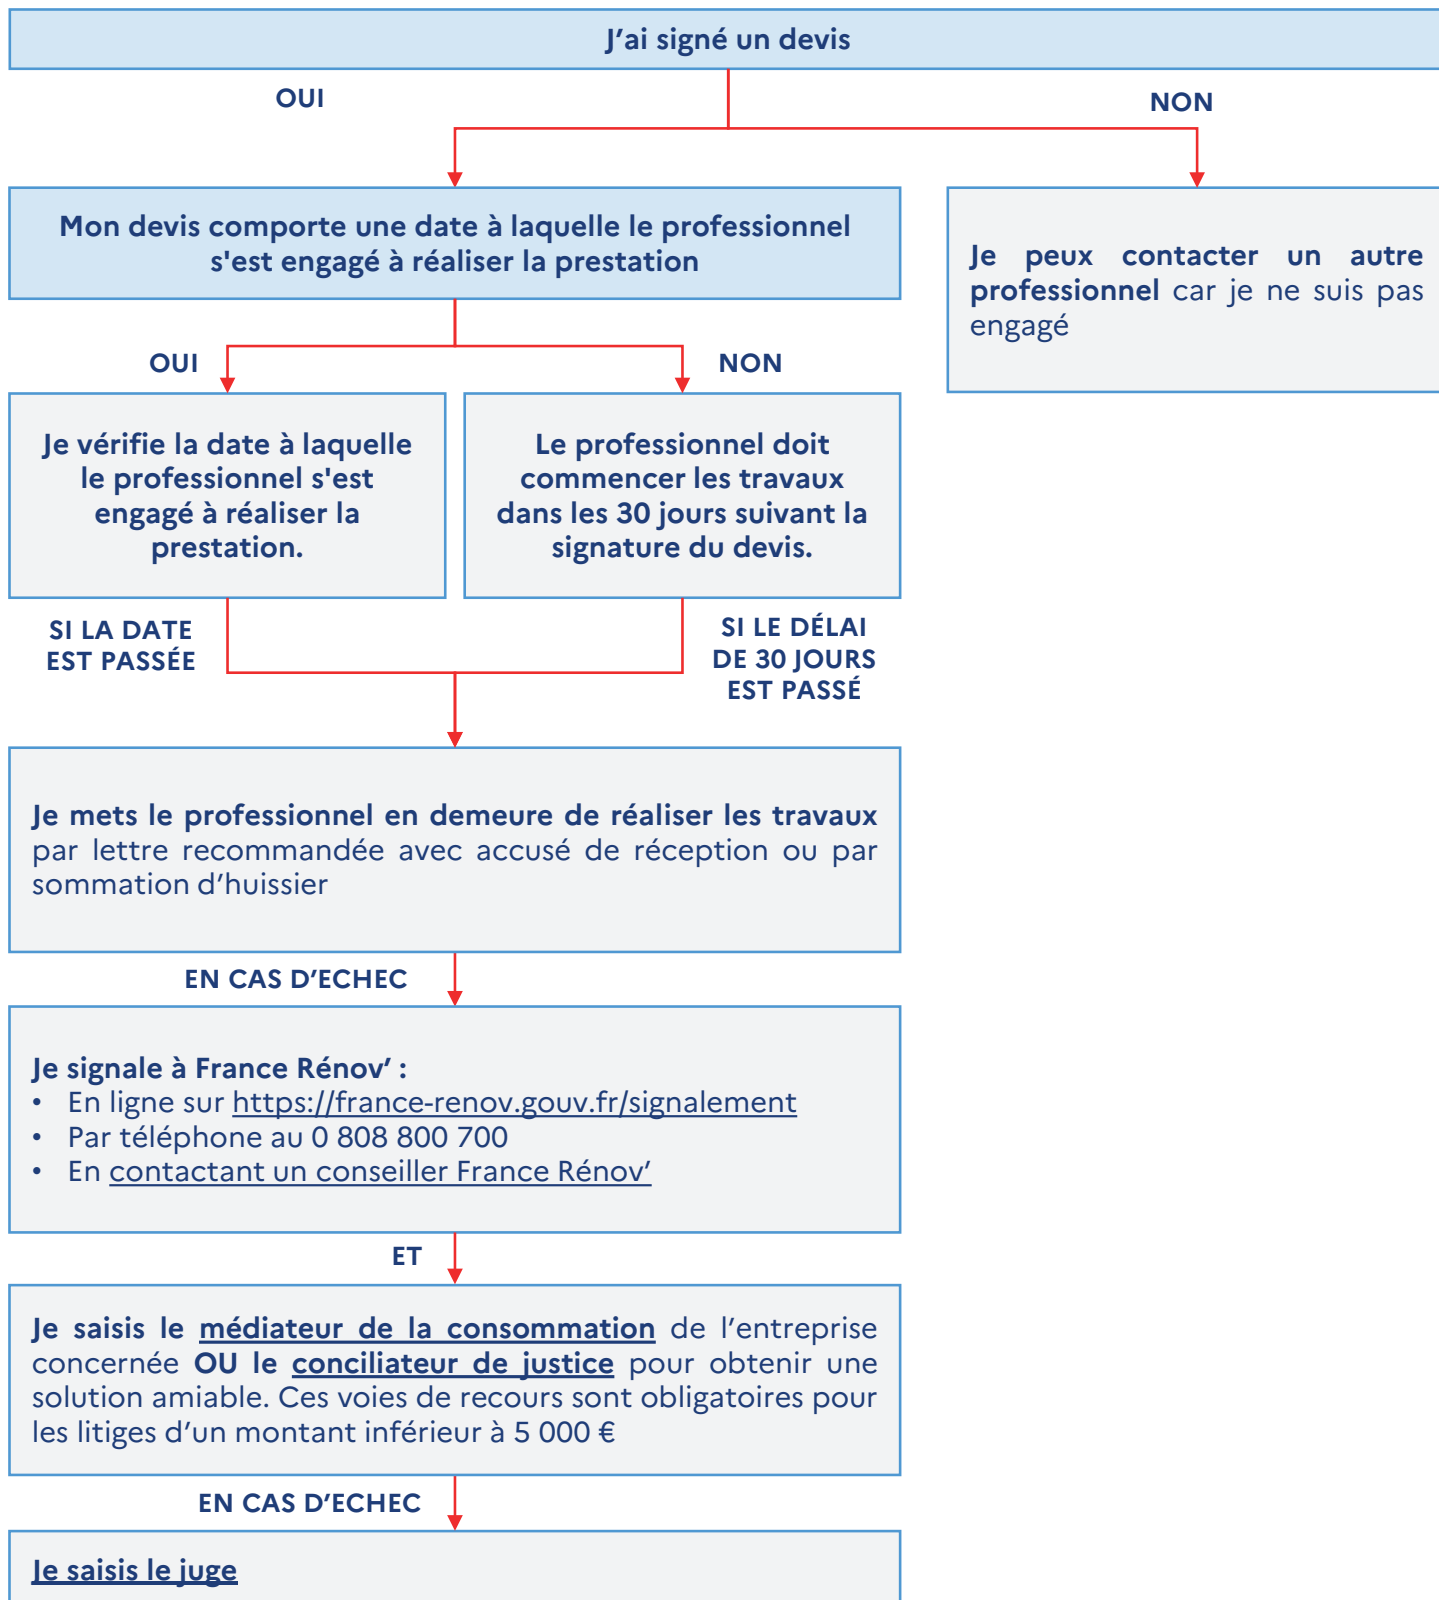 J’ai signé un devis
OUI
NON
Mon devis comporte une date à laquelle le professionnel
s'est engagé à réaliser la prestation
Je peux contacter un autre
professionnel car je ne suis pas
engagé
OUI
NON
Je vérifie la date à laquelle
le professionnel s'est
engagé à réaliser la
prestation.
Le professionnel doit
commencer les travaux
dans les 30 jours suivant la
signature du devis.
SI LA DATE
EST PASSÉE
SI LE DÉLAI
DE 30 JOURS
EST PASSÉ
Je mets le professionnel en demeure de réaliser les travaux
par lettre recommandée avec accusé de réception ou par
sommation d’huissier
EN CAS D’ECHEC
Je signale à France Rénov’ :
• En ligne sur https://france-renov.gouv.fr/signalement
• Par téléphone au 0 808 800 700
• En contactant un conseiller France Rénov’
ET
Je saisis le médiateur de la consommation de l’entreprise
concernée OU le conciliateur de justice pour obtenir une
solution amiable. Ces voies de recours sont obligatoires pour
les litiges d’un montant inférieur à 5 000 €
EN CAS D’ECHEC
Je saisis le juge